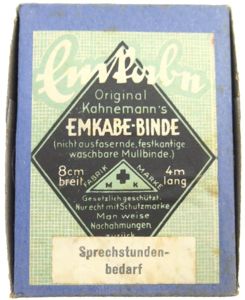 Emkabe
Original
Kahnemann's
EMKABE-BINDE
(nicht ausfasernde, festkantige
waschbare Mullbinde.)
8cm breit
FABRIK MARKE
M K
4m lang
Gesetzlich geschützt.
Nur echt mit Schutzmarke
Man weise
Nachahmungen
zurück
Sprechstunden-
bedarf